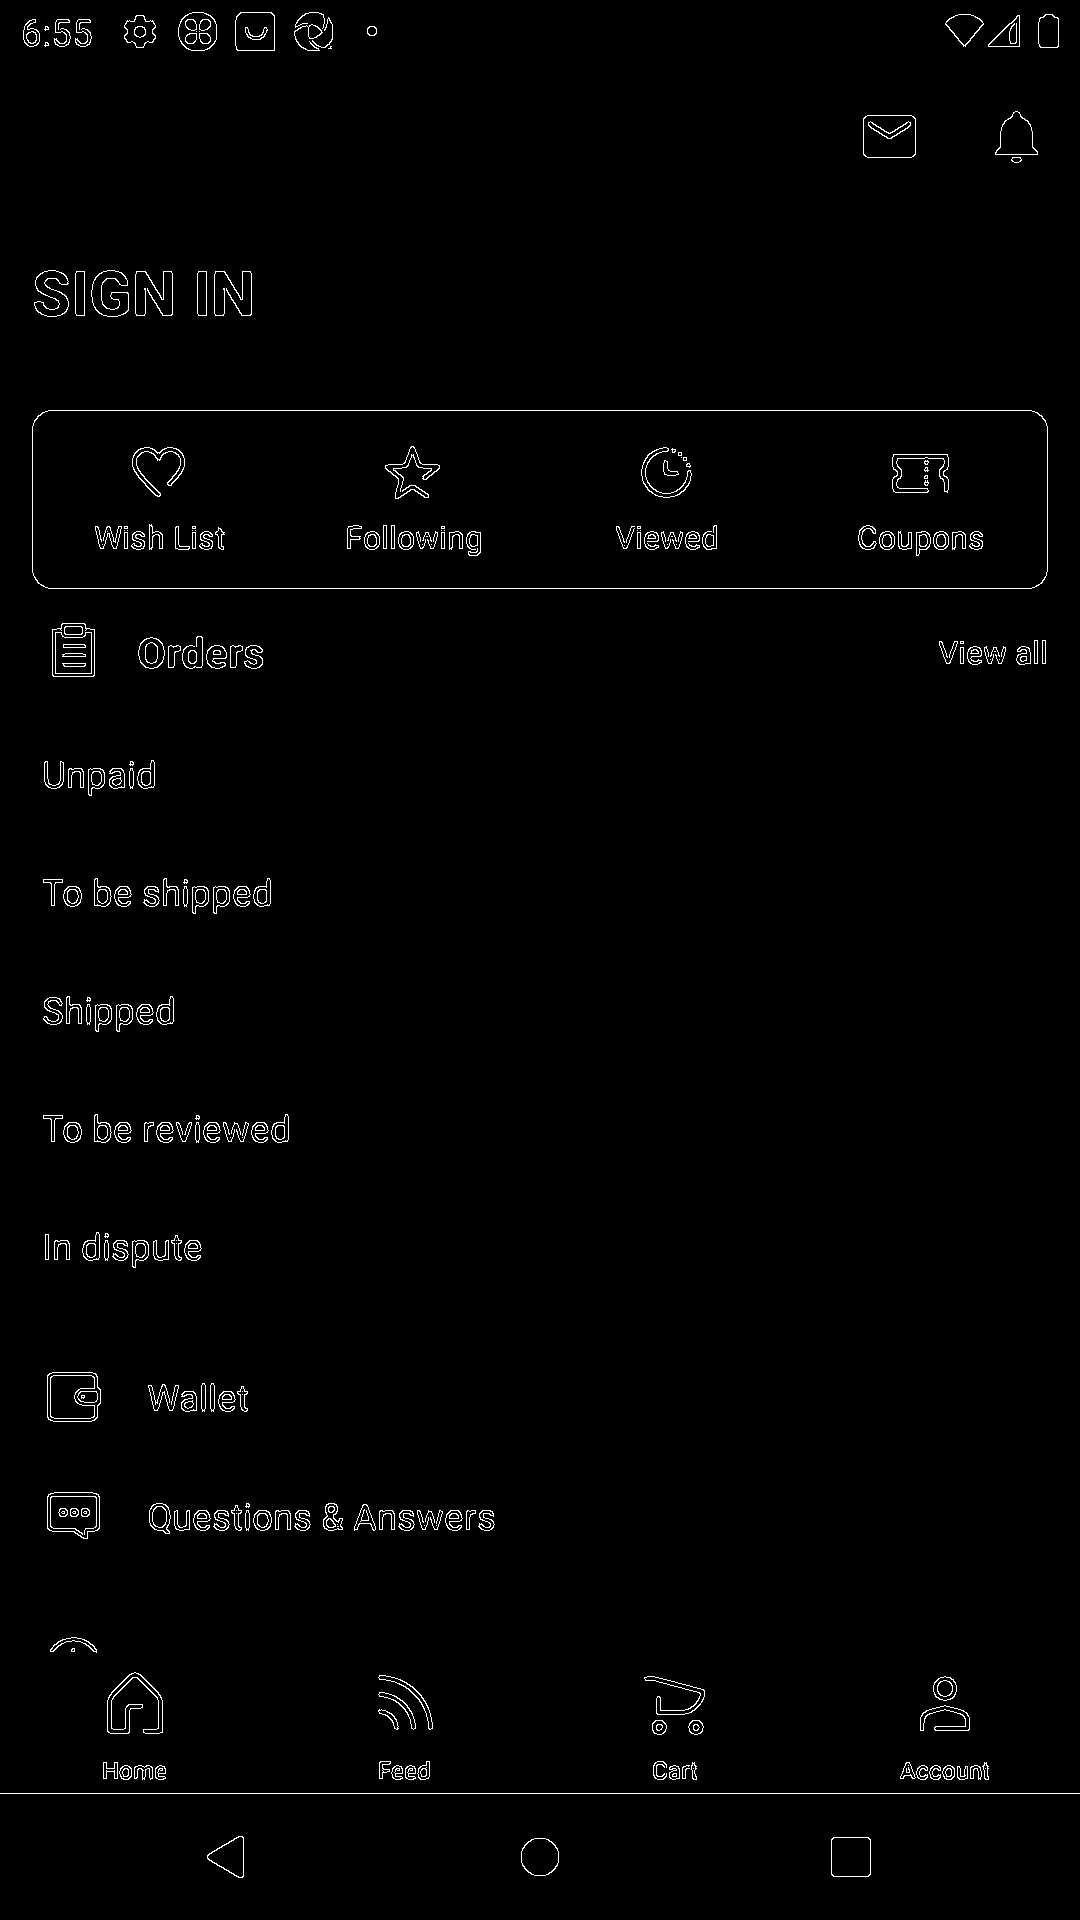 6:55
SIGN IN
Wish List Following Viewed Coupons
Orders View all
Unpaid
To be shipped
Shipped
To be reviewed
In dispute
Wallet
Questions & Answers
Home Feed Cart Account